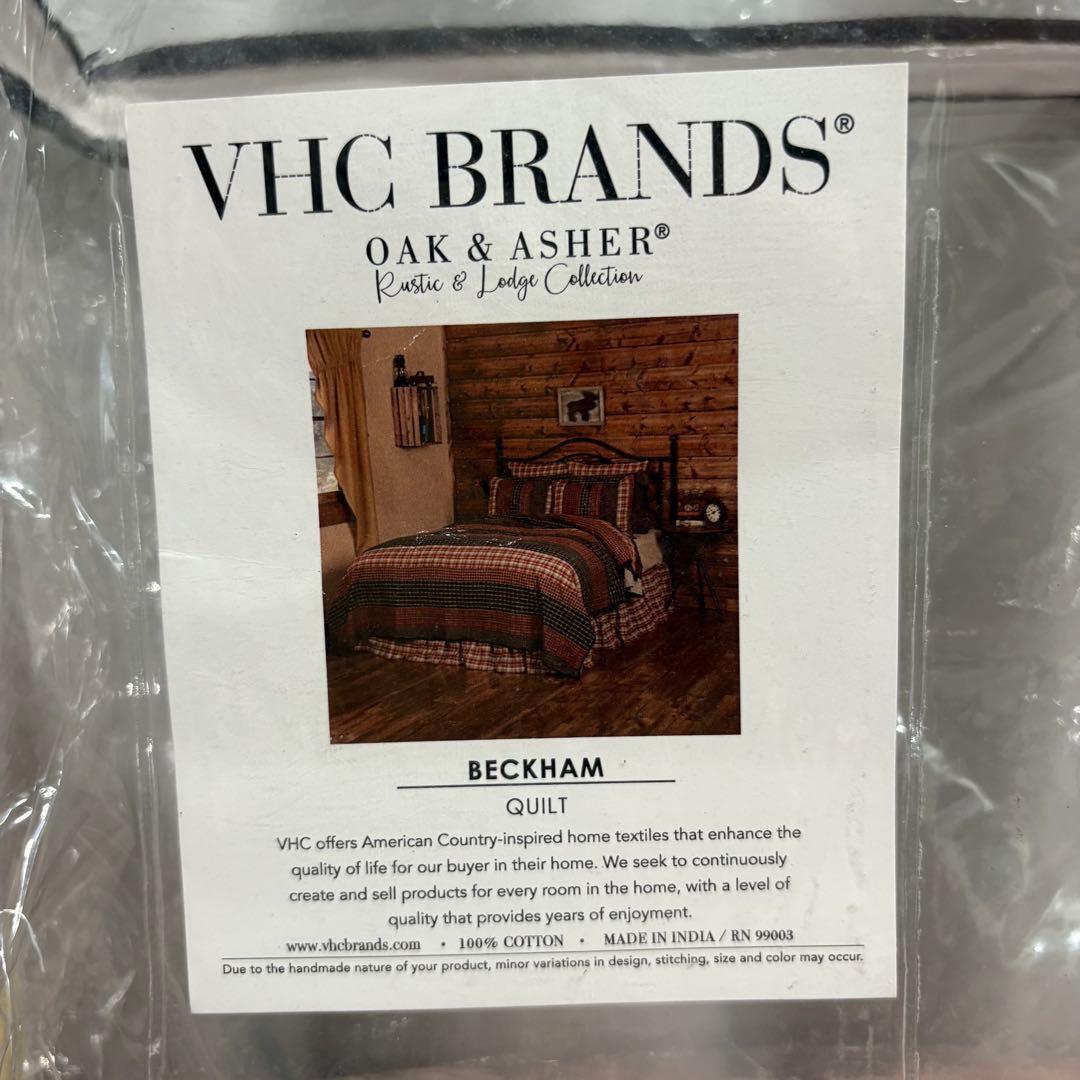 VHC BRANDS®
OAK & ASHER®
Rustic & Lodge Collection
BECKHAM
QUILT
VHC offers American Country-inspired home textiles that enhance the
quality of life for our buyer in their home. We seek to continuously
create and sell products for every room in the home, with a level of
quality that provides years of enjoyment.
www.vhcbrands.com • 100% COTTON • MADE IN INDIA / RN 99003
Due to the handmade nature of your product, minor variations in design, stitching, size and color may occur.